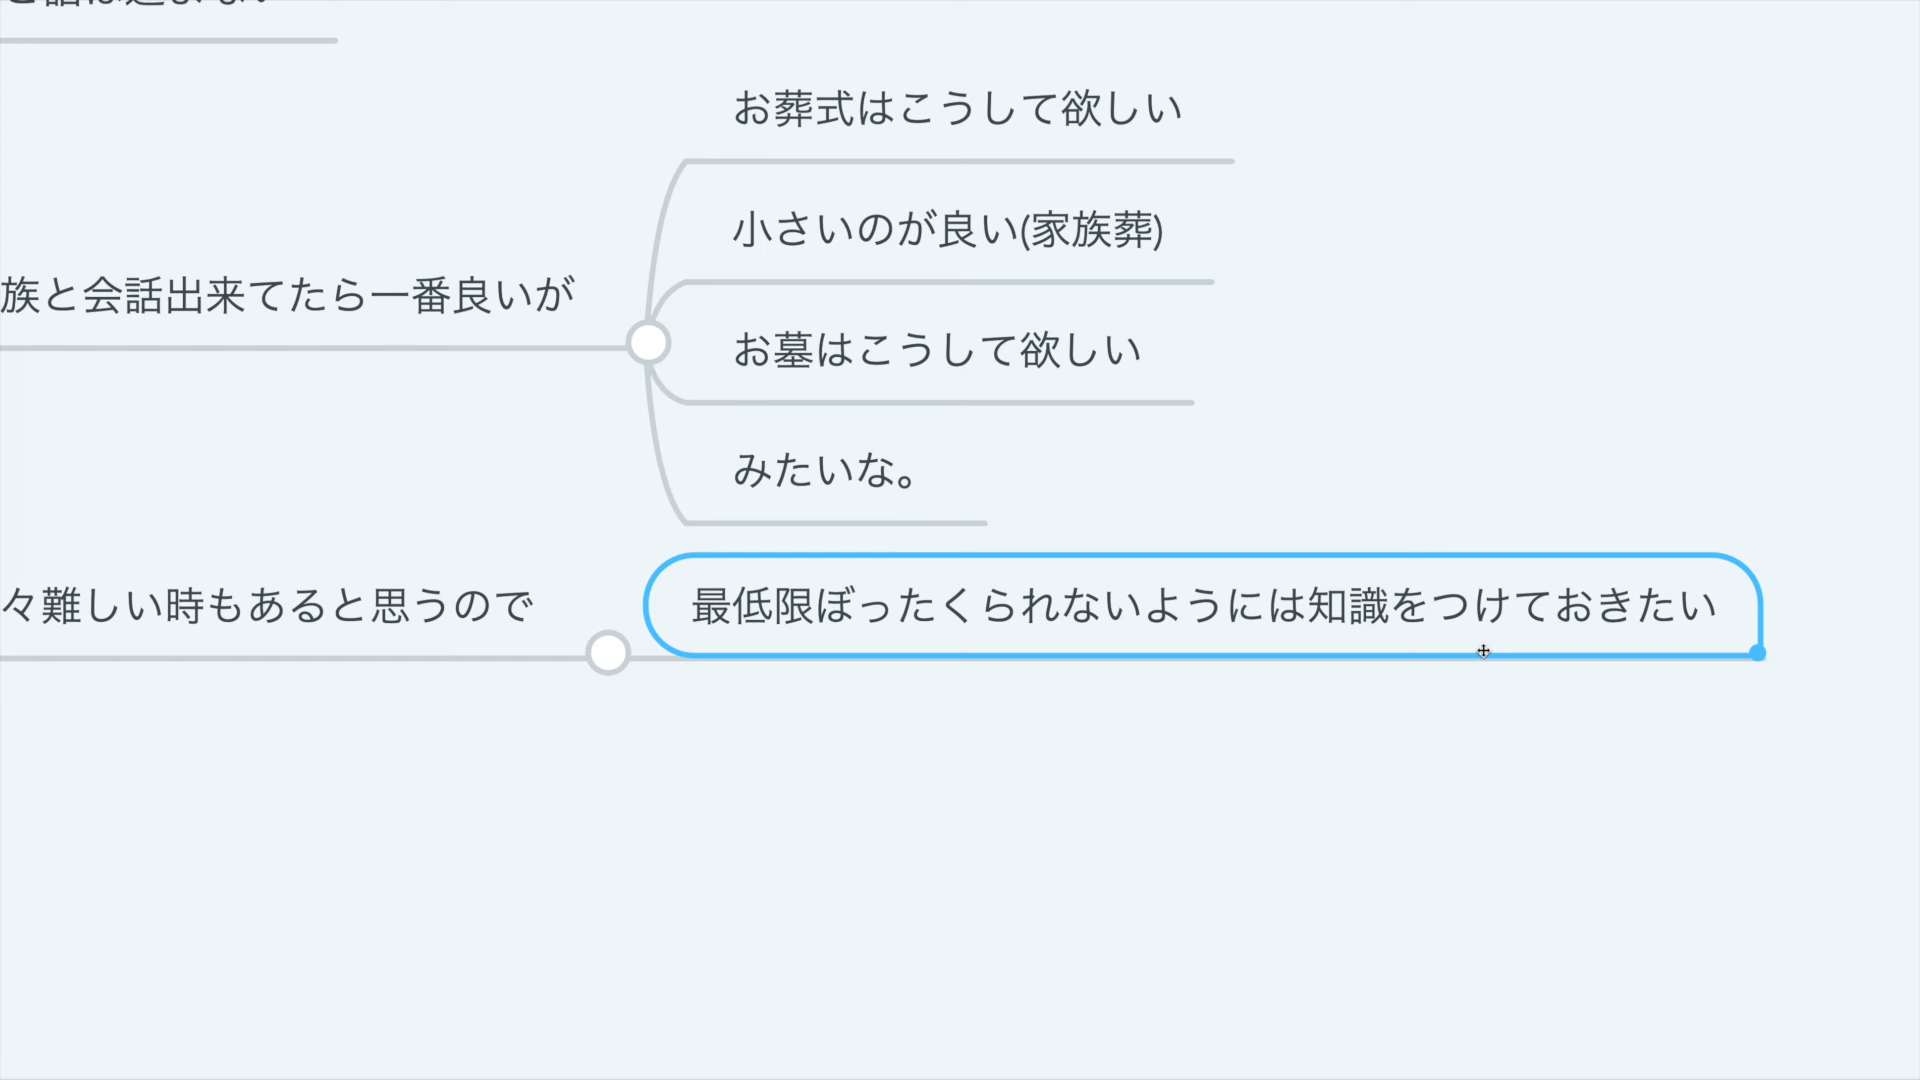 族と会話出来てたら一番良いが
お葬式はこうして欲しい
小さいのが良い(家族葬)
お墓はこうして欲しい
みたいな。
々難しい時もあると思うので
最低限ぼったくられないようには知識をつけておきたい